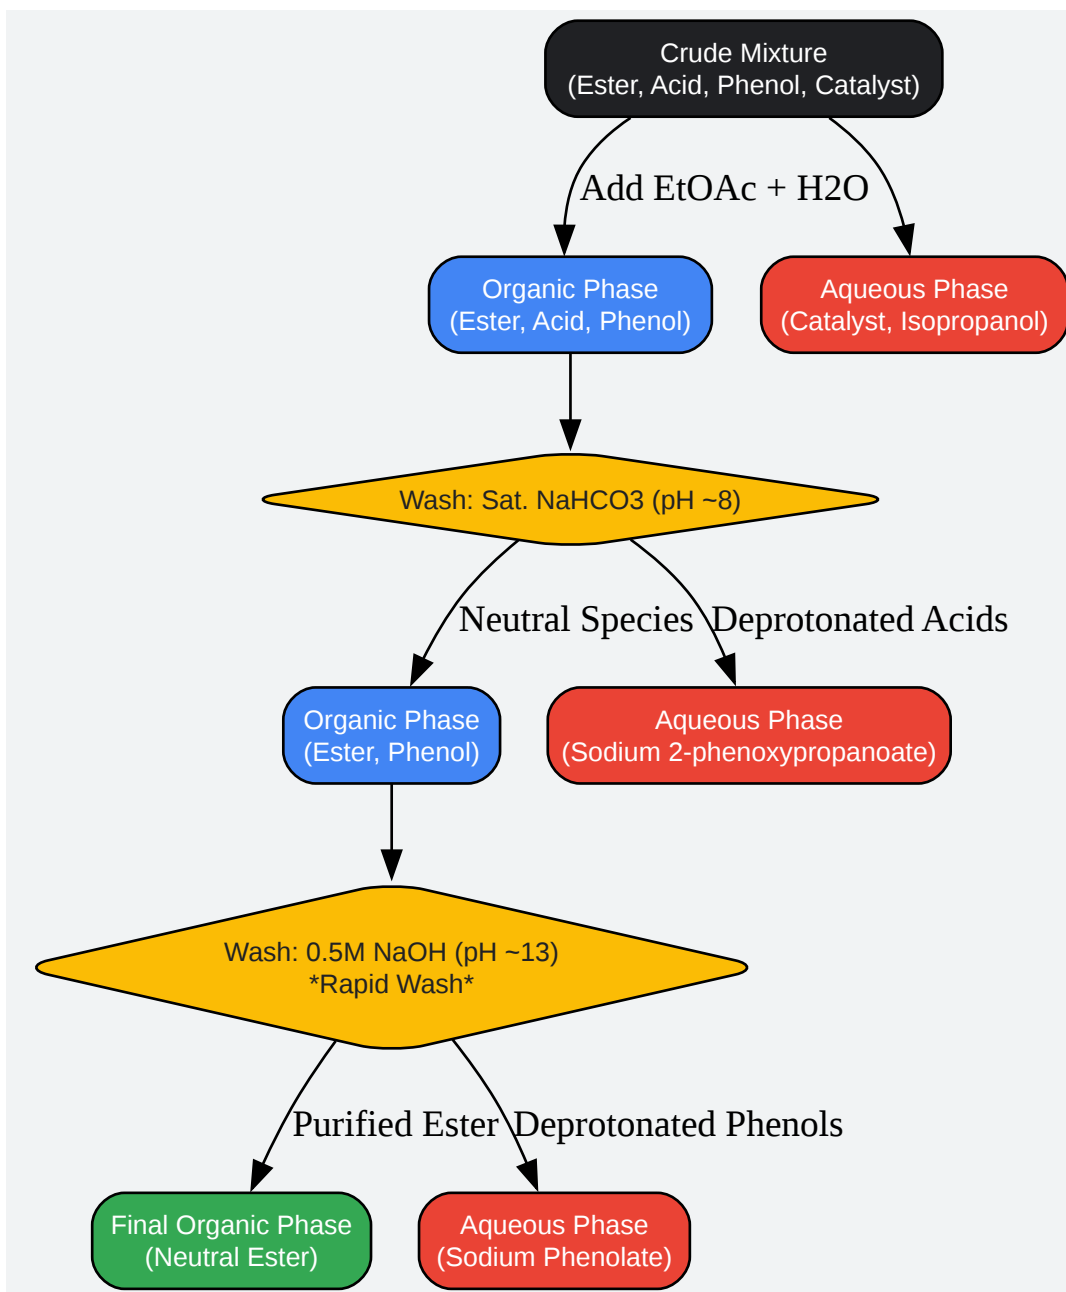 Crude Mixture
(Ester, Acid, Phenol, Catalyst)
Add EtOAc + H2O
Organic Phase
(Ester, Acid, Phenol)
Aqueous Phase
(Catalyst, Isopropanol)
Wash: Sat. NaHCO3 (pH ~8)
Neutral Species
Deprotonated Acids
Organic Phase
(Ester, Phenol)
Aqueous Phase
(Sodium 2-phenoxypropanoate)
Wash: 0.5M NaOH (pH ~13)
*Rapid Wash*
Purified Ester
Deprotonated Phenols
Final Organic Phase
(Neutral Ester)
Aqueous Phase
(Sodium Phenolate)